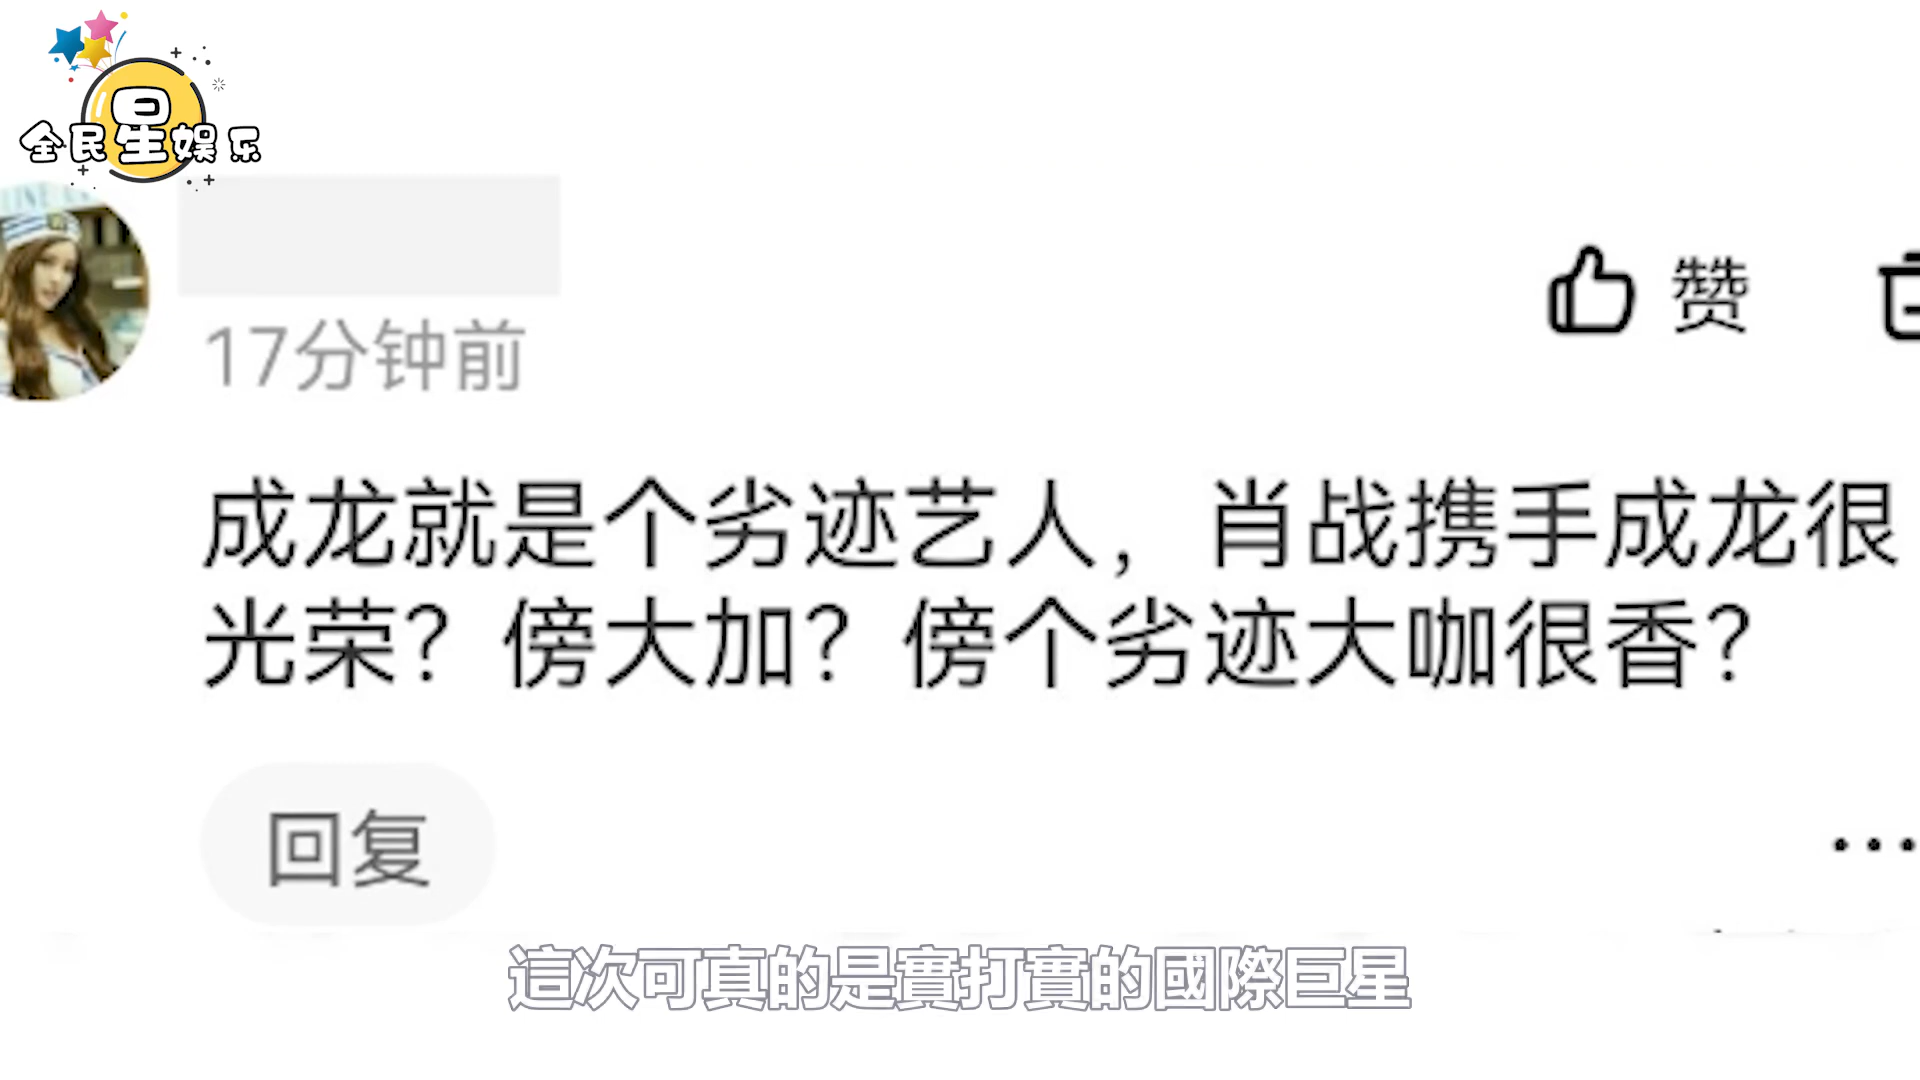 全民星娱乐
17分钟前
赞
成龙就是个劣迹艺人，肖战携手成龙很
光荣？傍大加？傍个劣迹大咖很香？
回复
這次可真的是實打實的國際巨星